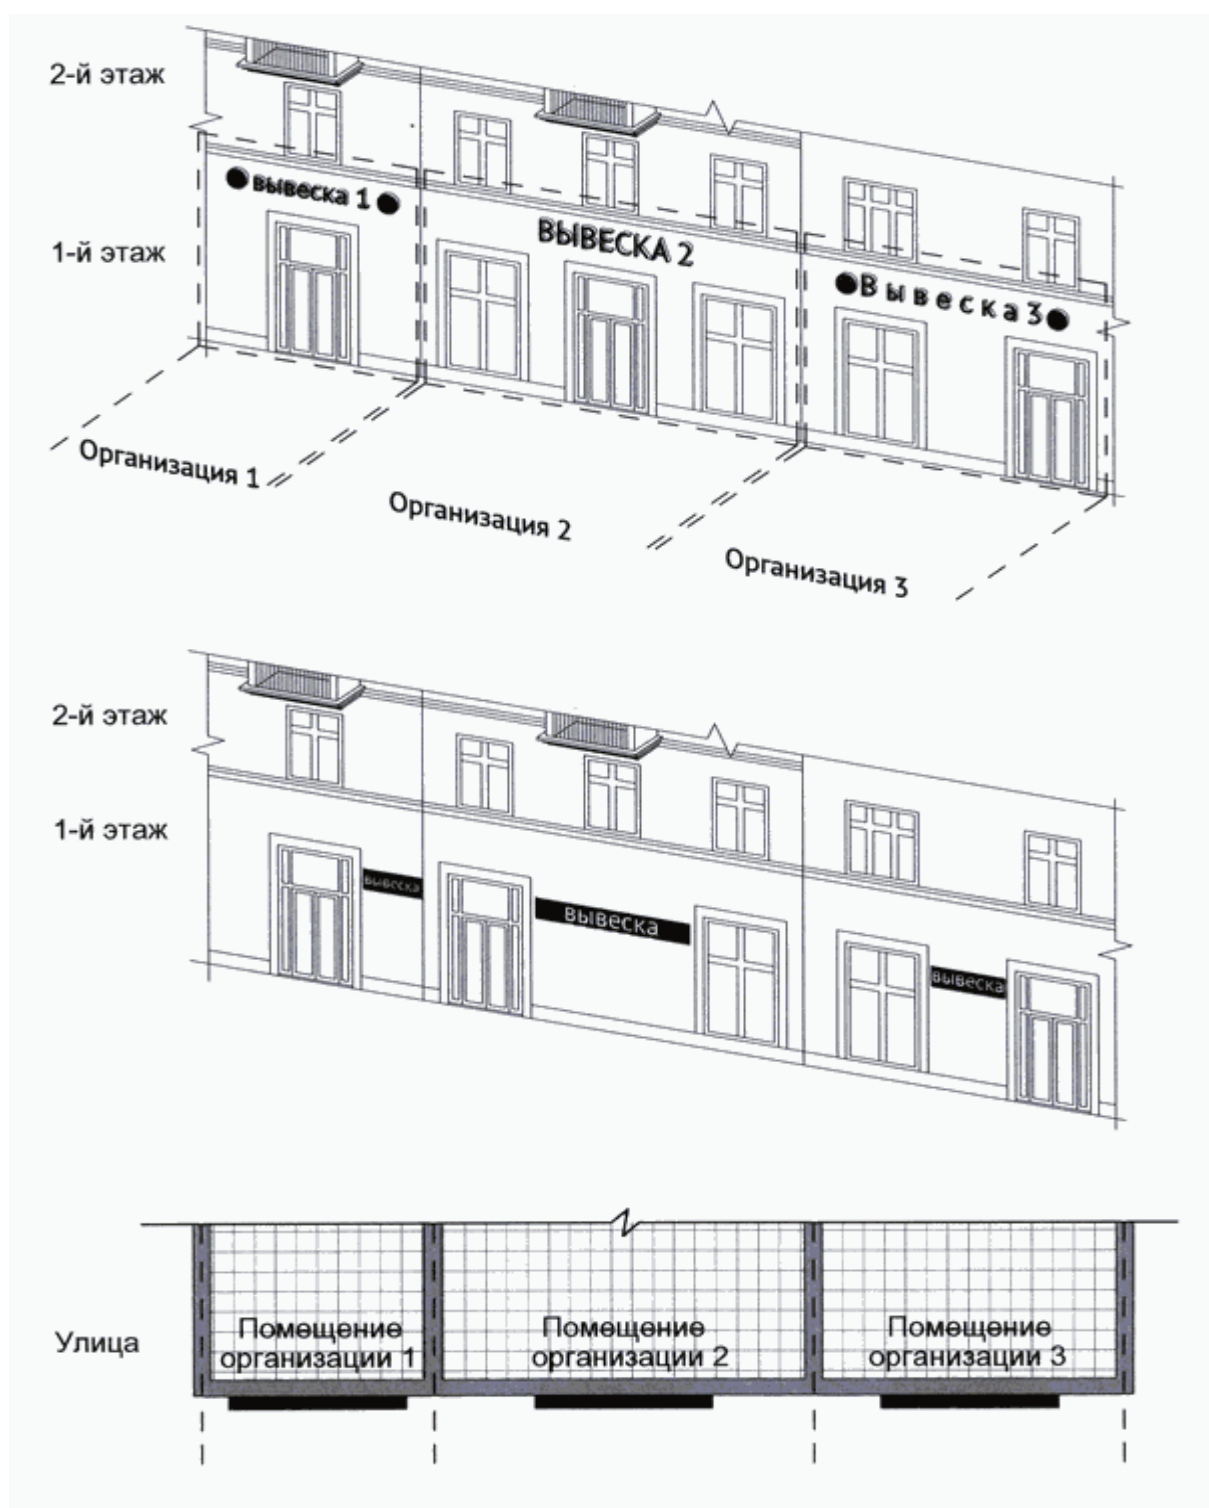 2-й этаж
вывеска 1
1-й этаж
ВЫВЕСКА 2
Вывеска3
Организация 1
Организация 2
Организация 3
2-й этаж
1-й этаж
вывеска
вывеска
вывеска
Улица
Помещение
организации 1
Помещение
организации 2
Помещение
организации 3